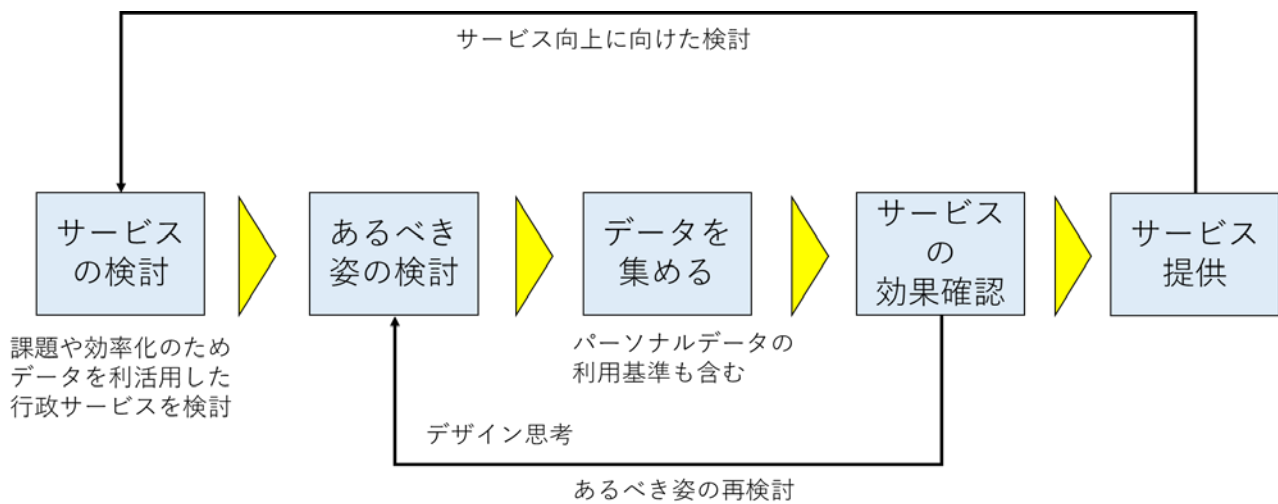 サービス向上に向けた検討
サービス
の検討
あるべき
姿の検討
データを
集める
サービス
の
効果確認
サービス
提供
課題や効率化のため
データを利活用した
行政サービスを検討
パーソナルデータの
利用基準も含む
デザイン思考
あるべき姿の再検討